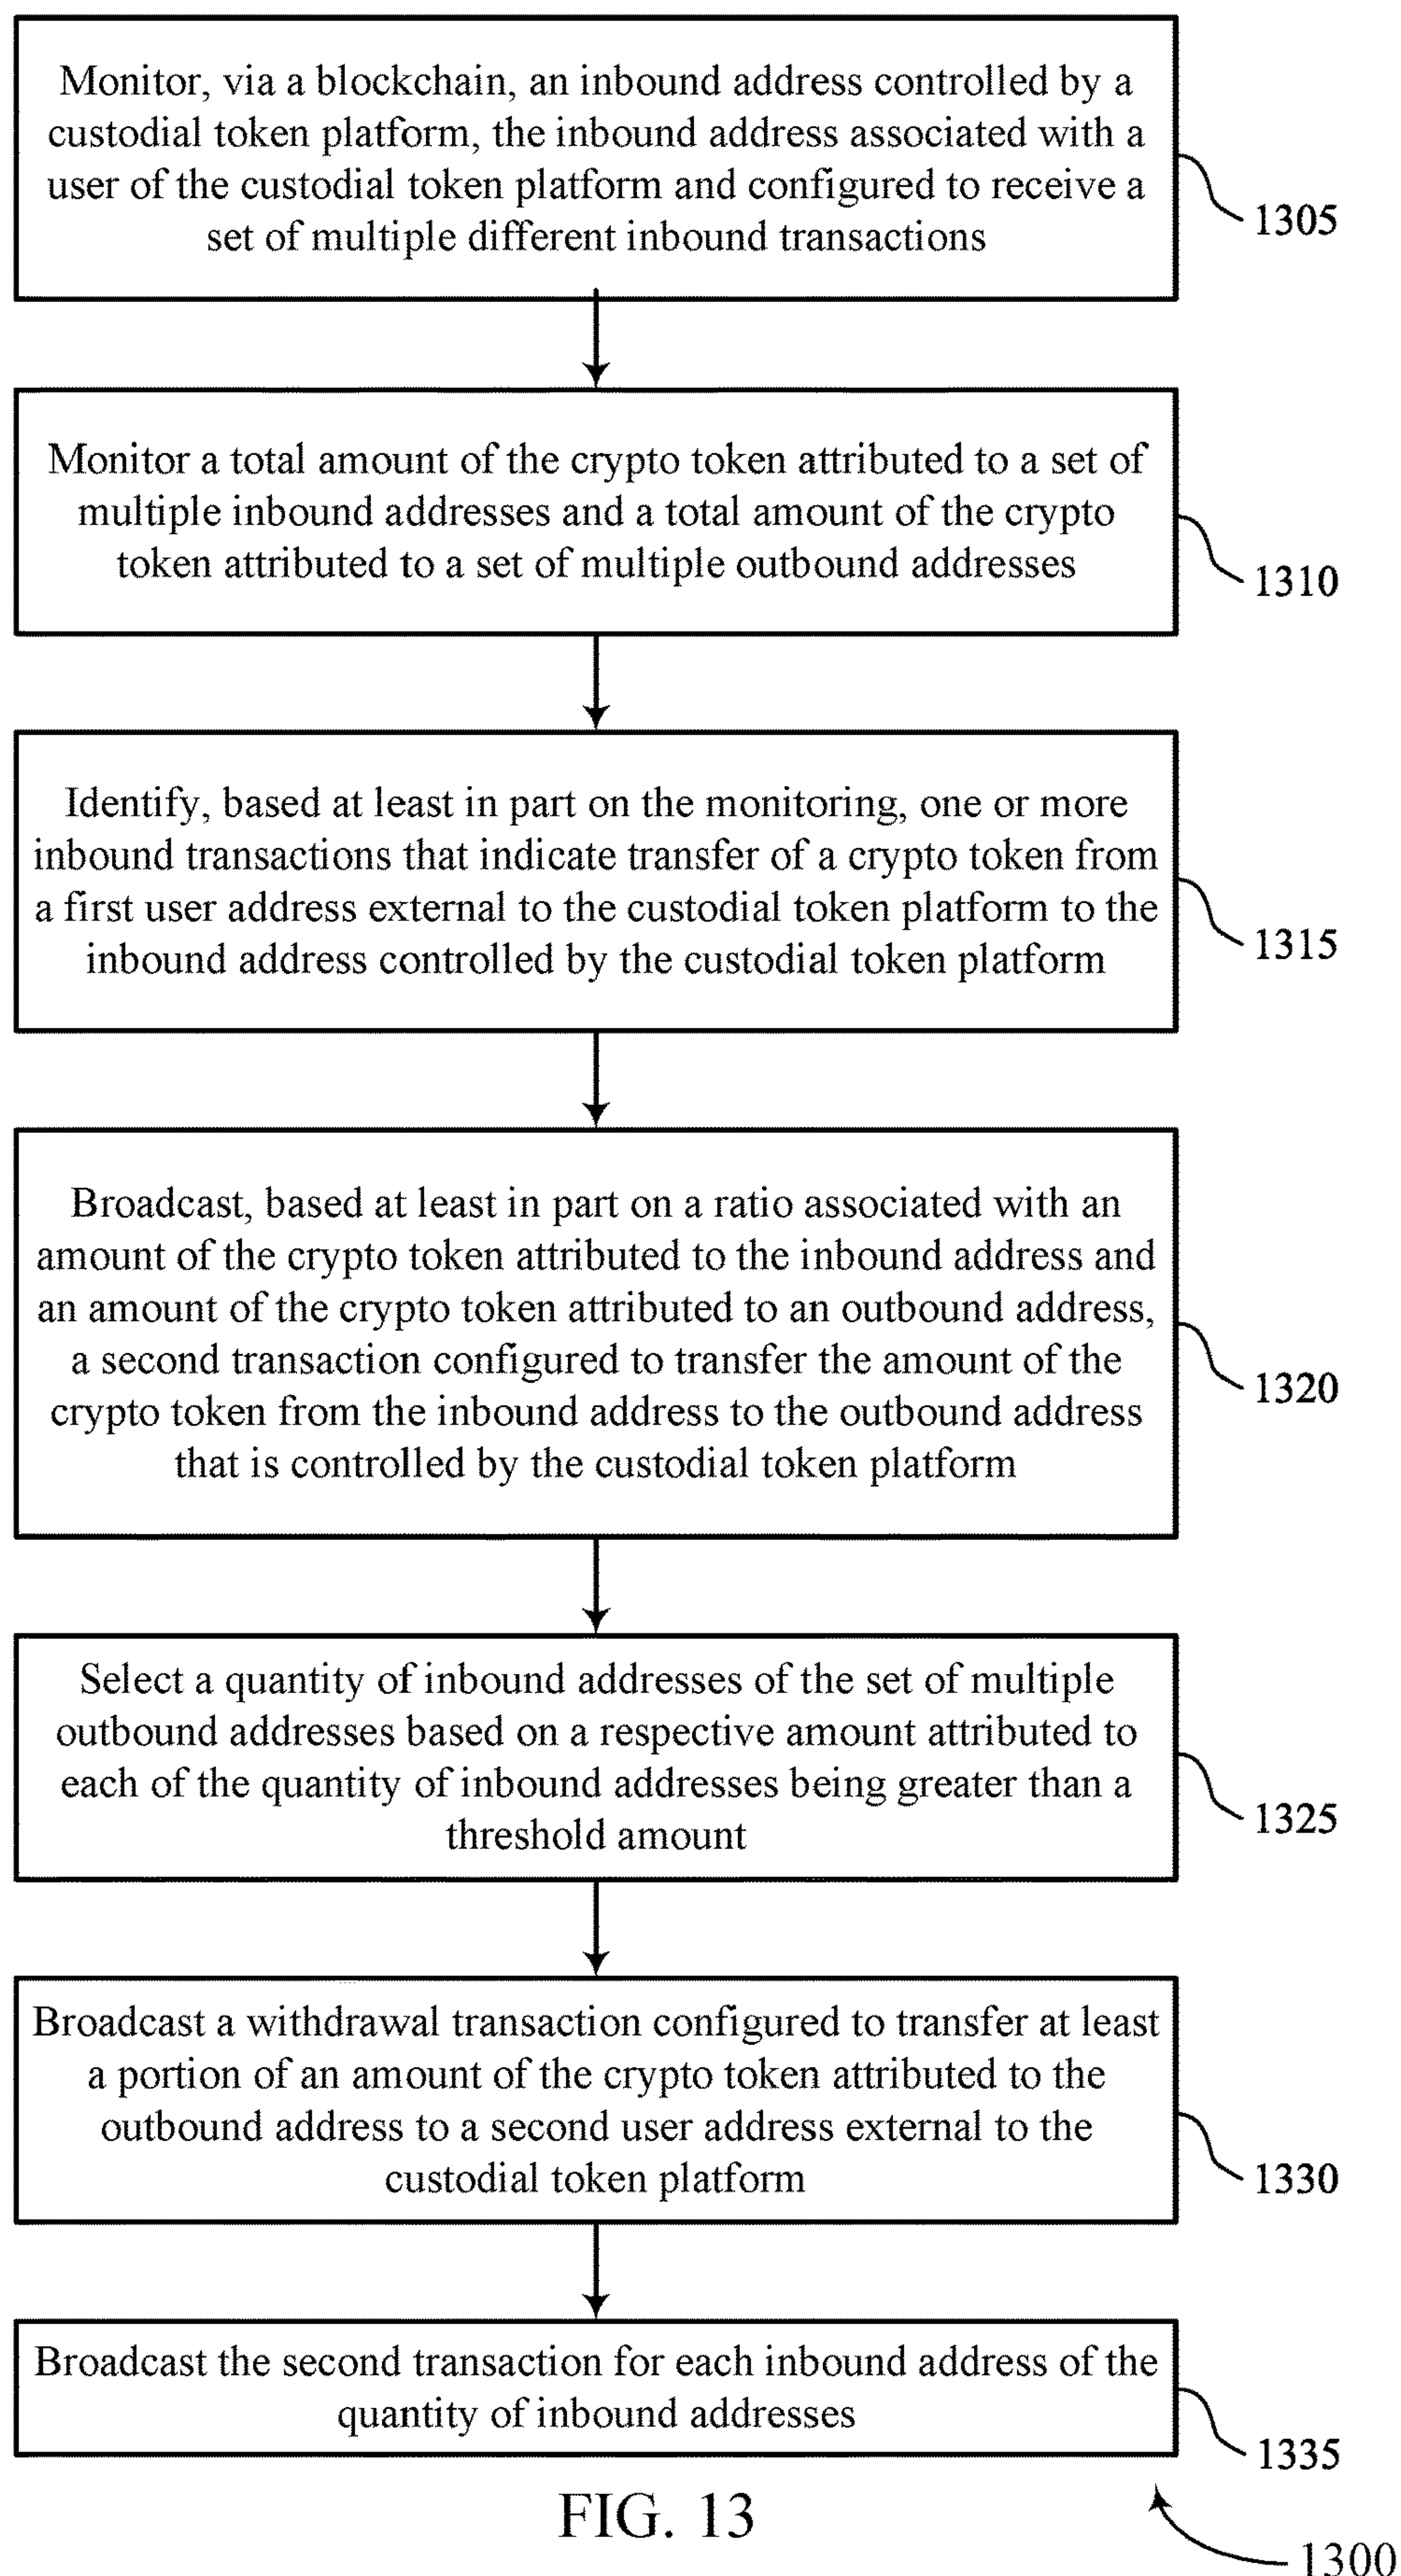 Monitor, via a blockchain, an inbound address controlled by a
custodial token platform, the inbound address associated with a
user of the custodial token platform and configured to receive a
set of multiple different inbound transactions
1305
Monitor a total amount of the crypto token attributed to a set of
multiple inbound addresses and a total amount of the crypto
token attributed to a set of multiple outbound addresses
1310
Identify, based at least in part on the monitoring, one or more
inbound transactions that indicate transfer of a crypto token from
a first user address external to the custodial token platform to the
inbound address controlled by the custodial token platform
1315
Broadcast, based at least in part on a ratio associated with an
amount of the crypto token attributed to the inbound address and
an amount of the crypto token attributed to an outbound address,
a second transaction configured to transfer the amount of the
crypto token from the inbound address to the outbound address
that is controlled by the custodial token platform
1320
Select a quantity of inbound addresses of the set of multiple
outbound addresses based on a respective amount attributed to
each of the quantity of inbound addresses being greater than a
threshold amount
1325
Broadcast a withdrawal transaction configured to transfer at least
a portion of an amount of the crypto token attributed to the
outbound address to a second user address external to the
custodial token platform
1330
Broadcast the second transaction for each inbound address of the
quantity of inbound addresses
1335
FIG. 13
1300